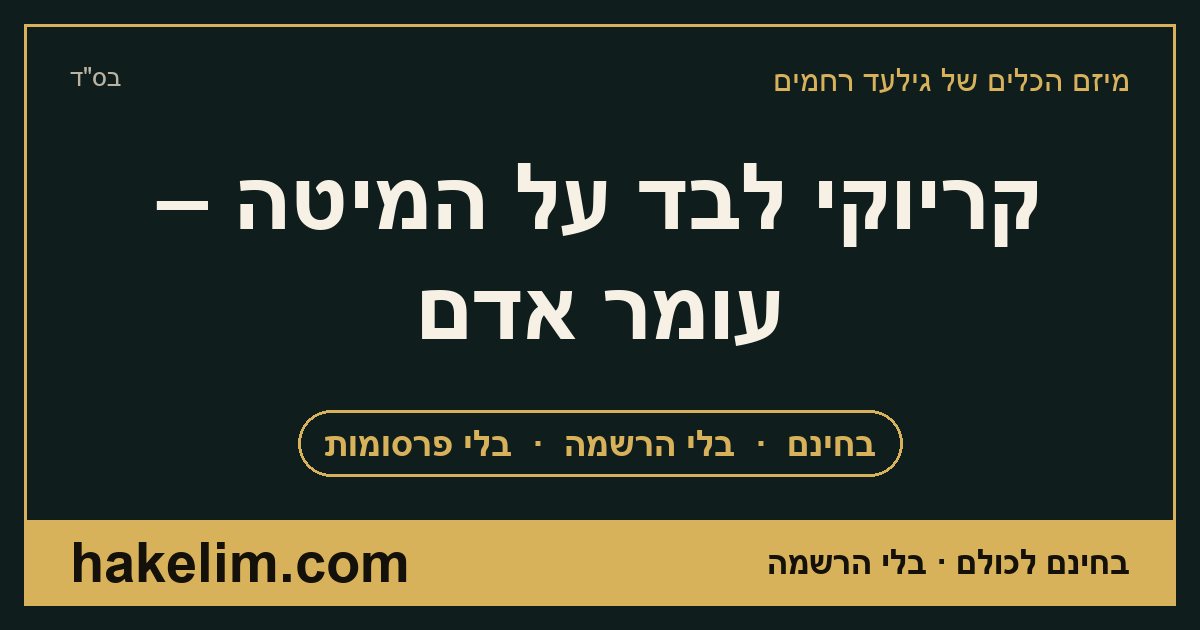 מיזם הכלים של גילעד רחמים
בס"ד
קריוקי לבד על המיטה –
עומר אדם
בחינם · בלי הרשמה · בלי פרסומות
בחינם לכולם · בלי הרשמה
hakelim.com